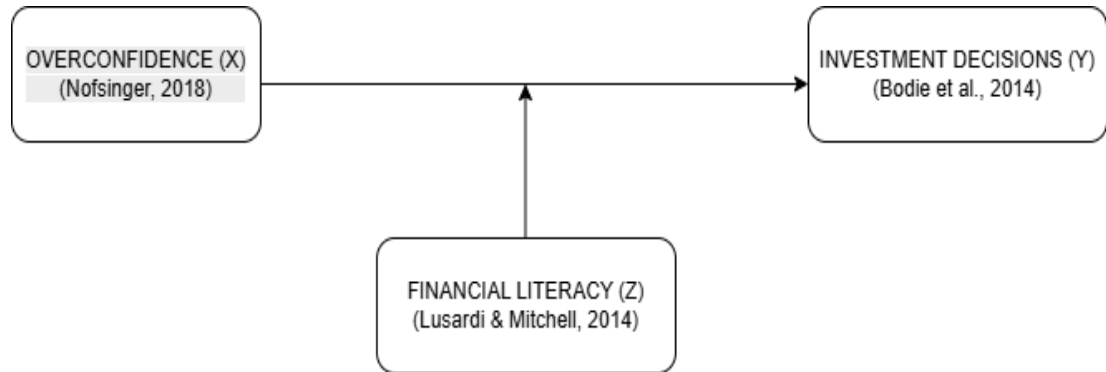 OVERCONFIDENCE (X)
(Nofsinger, 2018)
INVESTMENT DECISIONS (Y)
(Bodie et al., 2014)
FINANCIAL LITERACY (Z)
(Lusardi & Mitchell, 2014)